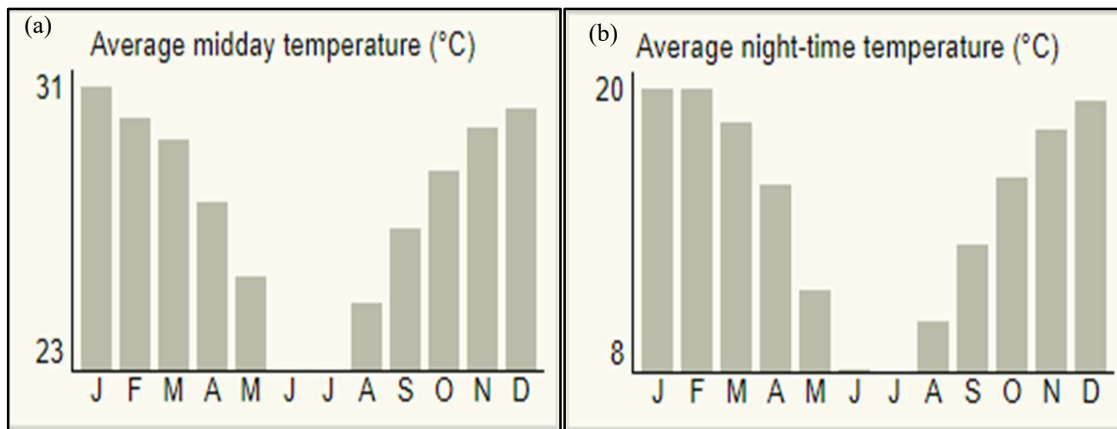 (a)
Average midday temperature (°C)
31
23
J F M A M J J A S O N D
(b)
Average night-time temperature (°C)
20
8
J F M A M J J A S O N D